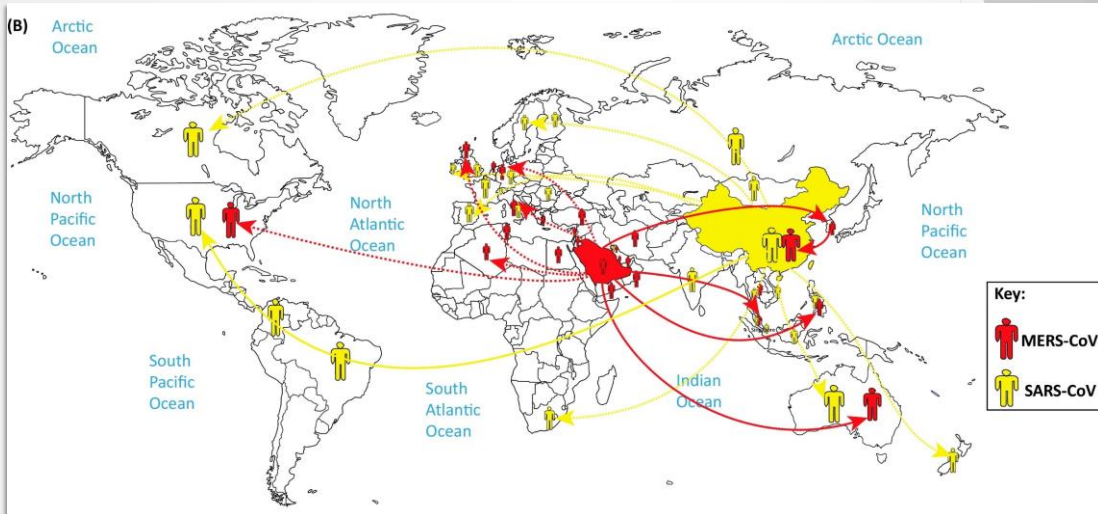 (B)
Arctic
Ocean
Arctic Ocean
North
Pacific
Ocean
North
Atlantic
Ocean
North
Pacific
Ocean
South
Pacific
Ocean
South
Atlantic
Ocean
Indian
Ocean
Key:
MERS-CoV
SARS-CoV